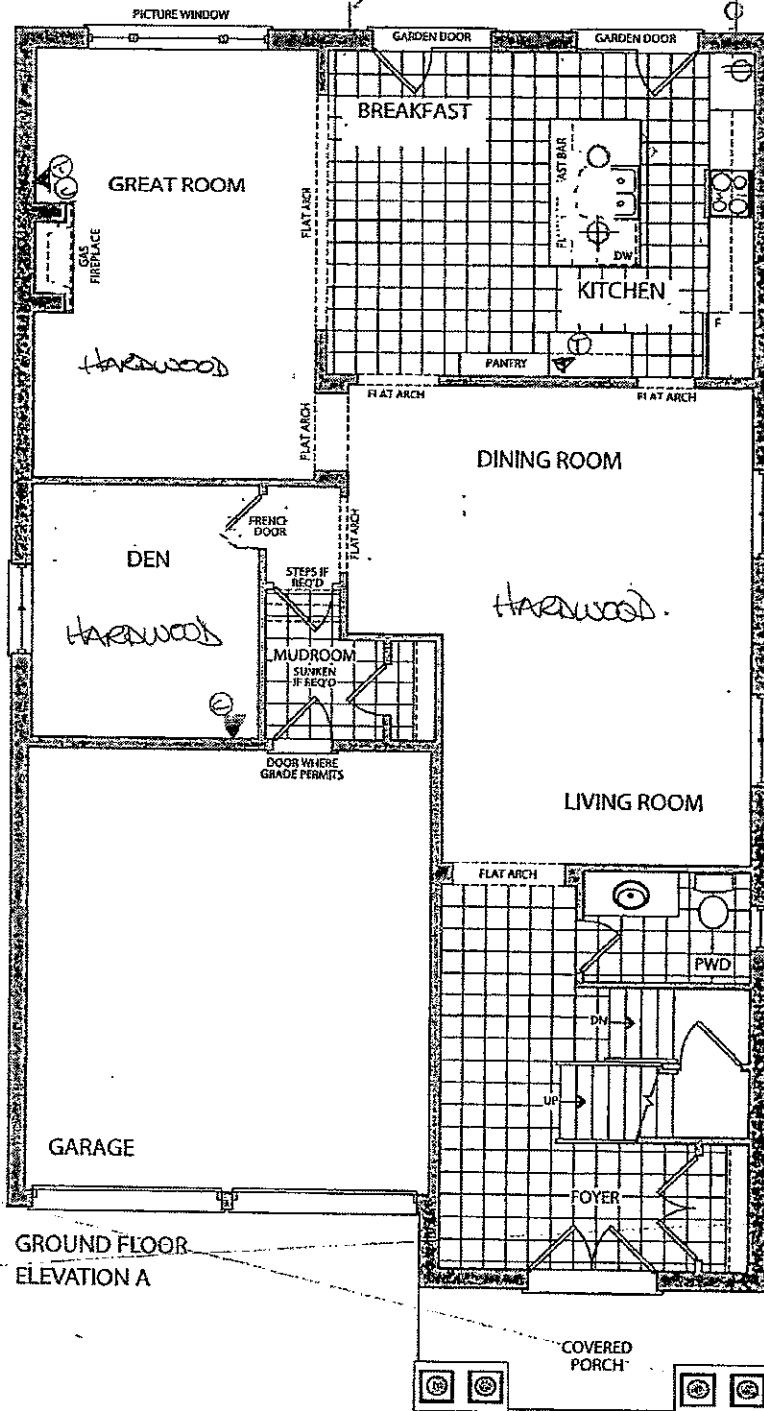 PICTURE WINDOW
GARDEN DOOR
GARDEN DOOR
BREAKFAST
GREAT ROOM
FLAT ARCH
BAR
GAS
FIREPLACE
DW
KITCHEN
HARDWOOD
F
T
PANTRY
FLAT ARCH
FLAT ARCH
FLAT ARCH
DINING ROOM
FRENCH
DOOR
FLAT ARCH
DEN
STEPS IF
REQ'D
HARDWOOD
HARDWOOD.
MUDROOM
SUNKEN
IF REQ'D
C
DOOR WHERE
GRADE PERMITS
LIVING ROOM
FLAT ARCH
PWD
DN
UP
GARAGE
FOYER
GROUND FLOOR
ELEVATION A
COVERED
PORCH